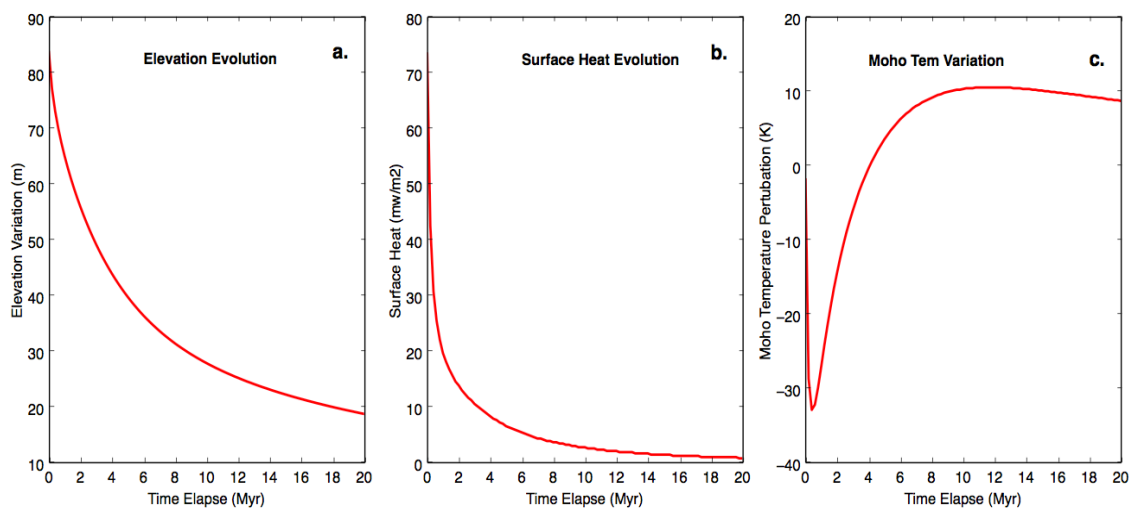 Elevation Evolution
a.
Elevation Variation (m)
90
80
70
60
50
40
30
20
10
0 2 4 6 8 10 12 14 16 18 20
Time Elapse (Myr)
Surface Heat Evolution
b.
Surface Heat (mw/m2)
80
70
60
50
40
30
20
10
0
0 2 4 6 8 10 12 14 16 18 20
Time Elapse (Myr)
Moho Tem Variation
c.
Moho Temperature Pertubation (K)
20
10
0
−10
−20
−30
−40
0 2 4 6 8 10 12 14 16 18 20
Time Elapse (Myr)